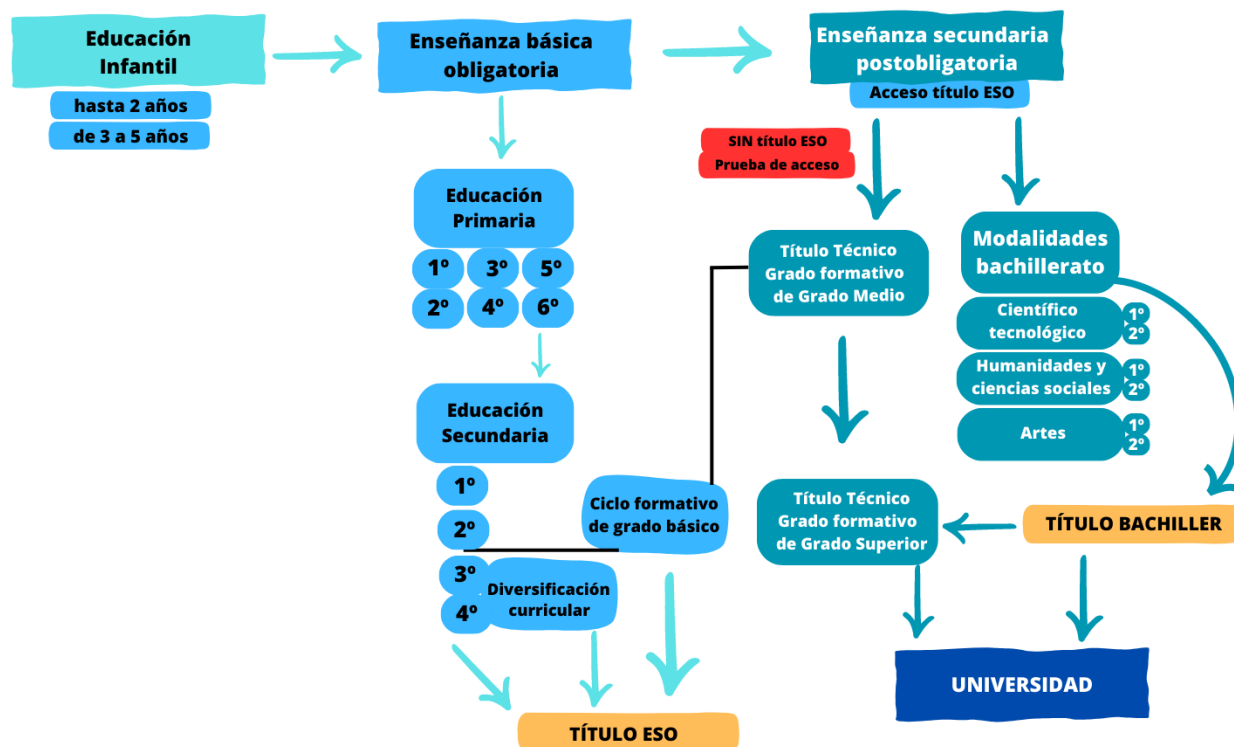 Educación
Infantil
hasta 2 años
de 3 a 5 años
Enseñanza básica
obligatoria
Educación
Primaria
1º 3º 5º
2º 4º 6º
Educación
Secundaria
1º
2º
3º
4º
Ciclo formativo
de grado básico
Diversificación
curricular
TÍTULO ESO
Enseñanza secundaria
postobligatoria
Acceso título ESO
SIN título ESO
Prueba de acceso
Título Técnico
Grado formativo
de Grado Medio
Título Técnico
Grado formativo
de Grado Superior
Modalidades
bachillerato
Científico
tecnológico
1º
2º
Humanidades y
ciencias sociales
1º
2º
Artes
1º
2º
TÍTULO BACHILLER
UNIVERSIDAD